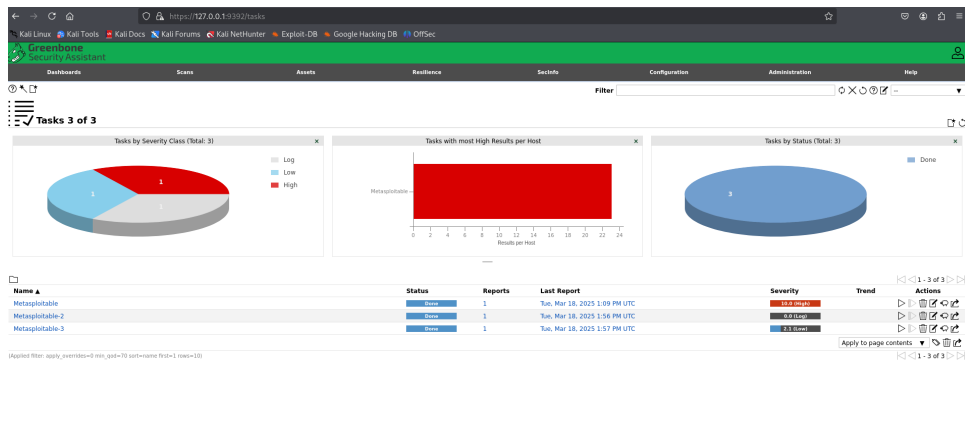 https://127.0.0.1:9392/tasks
Kali Linux Kali Tools Kali Docs Kali Forums Kali NetHunter Exploit-DB Google Hacking DB OffSec
Greenbone
Security Assistant
Dashboards Scans Assets Resilience SecInfo Configuration Administration Help
Filter --
Tasks 3 of 3
Tasks by Severity Class (Total: 3) × Tasks with most High Results per Host × Tasks by Status (Total: 3) ×
Log
Low
High
1
1
1
Metasploitable
0 2 4 6 8 10 12 14 16 18 20 22 24
Results per Host
Done
3
1 - 3 of 3
Name ▲ Status Reports Last Report Severity Trend Actions
Metasploitable Done 1 Tue, Mar 18, 2025 1:09 PM UTC 10.0 (High)
Metasploitable-2 Done 1 Tue, Mar 18, 2025 1:56 PM UTC 0.0 (Log)
Metasploitable-3 Done 1 Tue, Mar 18, 2025 1:57 PM UTC 2.1 (Low)
Apply to page contents ▼
(Applied filter: apply_overrides=0 min_qod=70 sort=name first=1 rows=10) 1 - 3 of 3